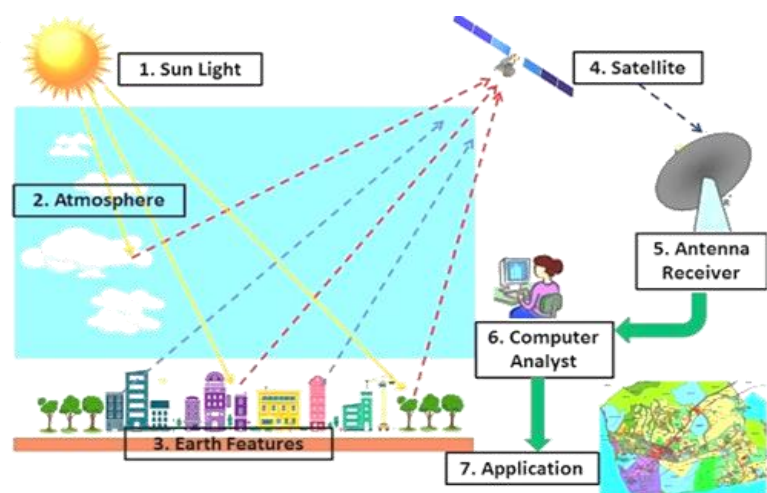 1. Sun Light
4. Satellite
2. Atmosphere
5. Antenna
Receiver
6. Computer
Analyst
3. Earth Features
7. Application